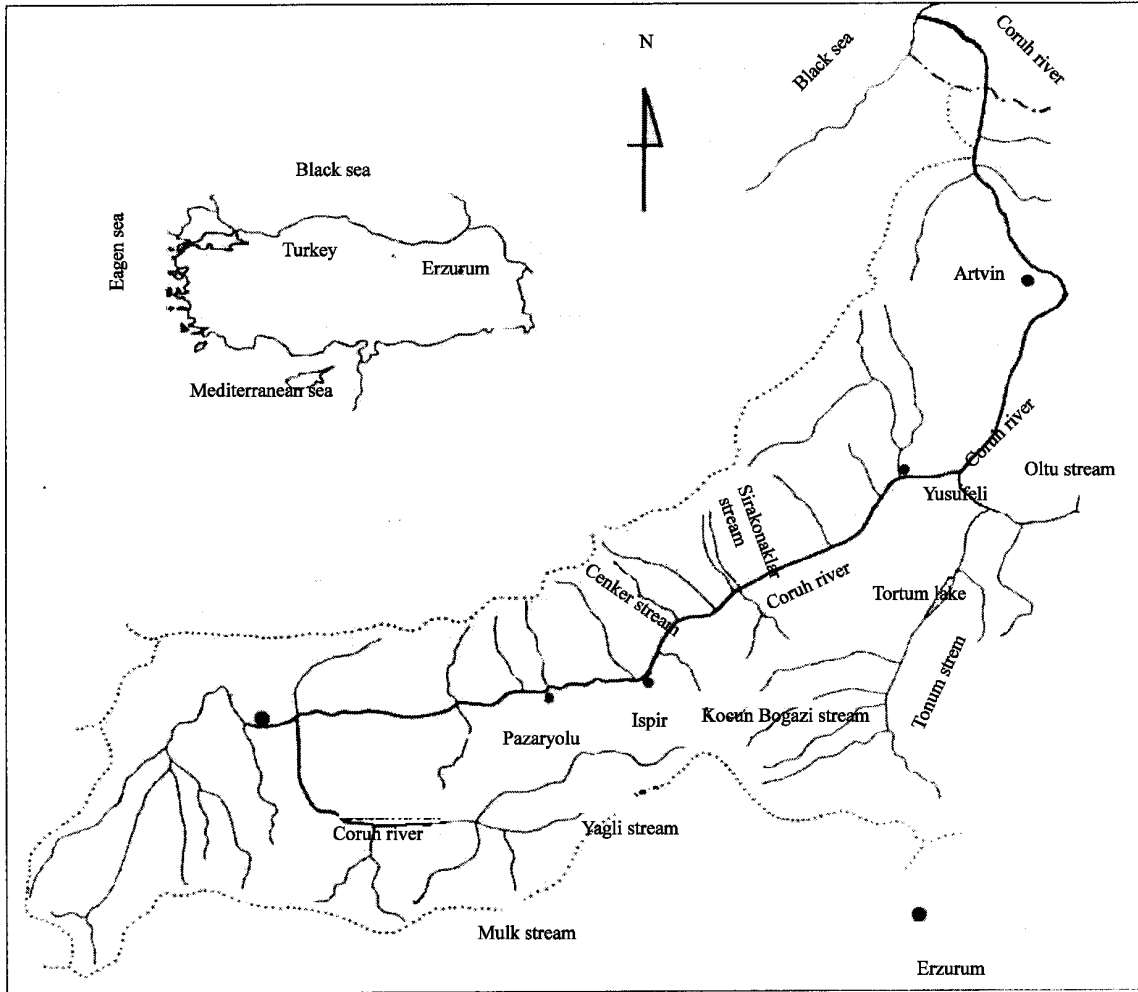 N
Black sea
Coruh river
Black sea
Eagen sea
Turkey
Erzurum
Mediterranean sea
Artvin
Coruh river
Oltu stream
Yusufeli
Sirakonaklar
stream
Cenker stream
Coruh river
Tortum lake
Tonum strem
Ispir
Kocun Bogazi stream
Pazaryolu
Coruh river
Yagli stream
Mulk stream
Erzurum